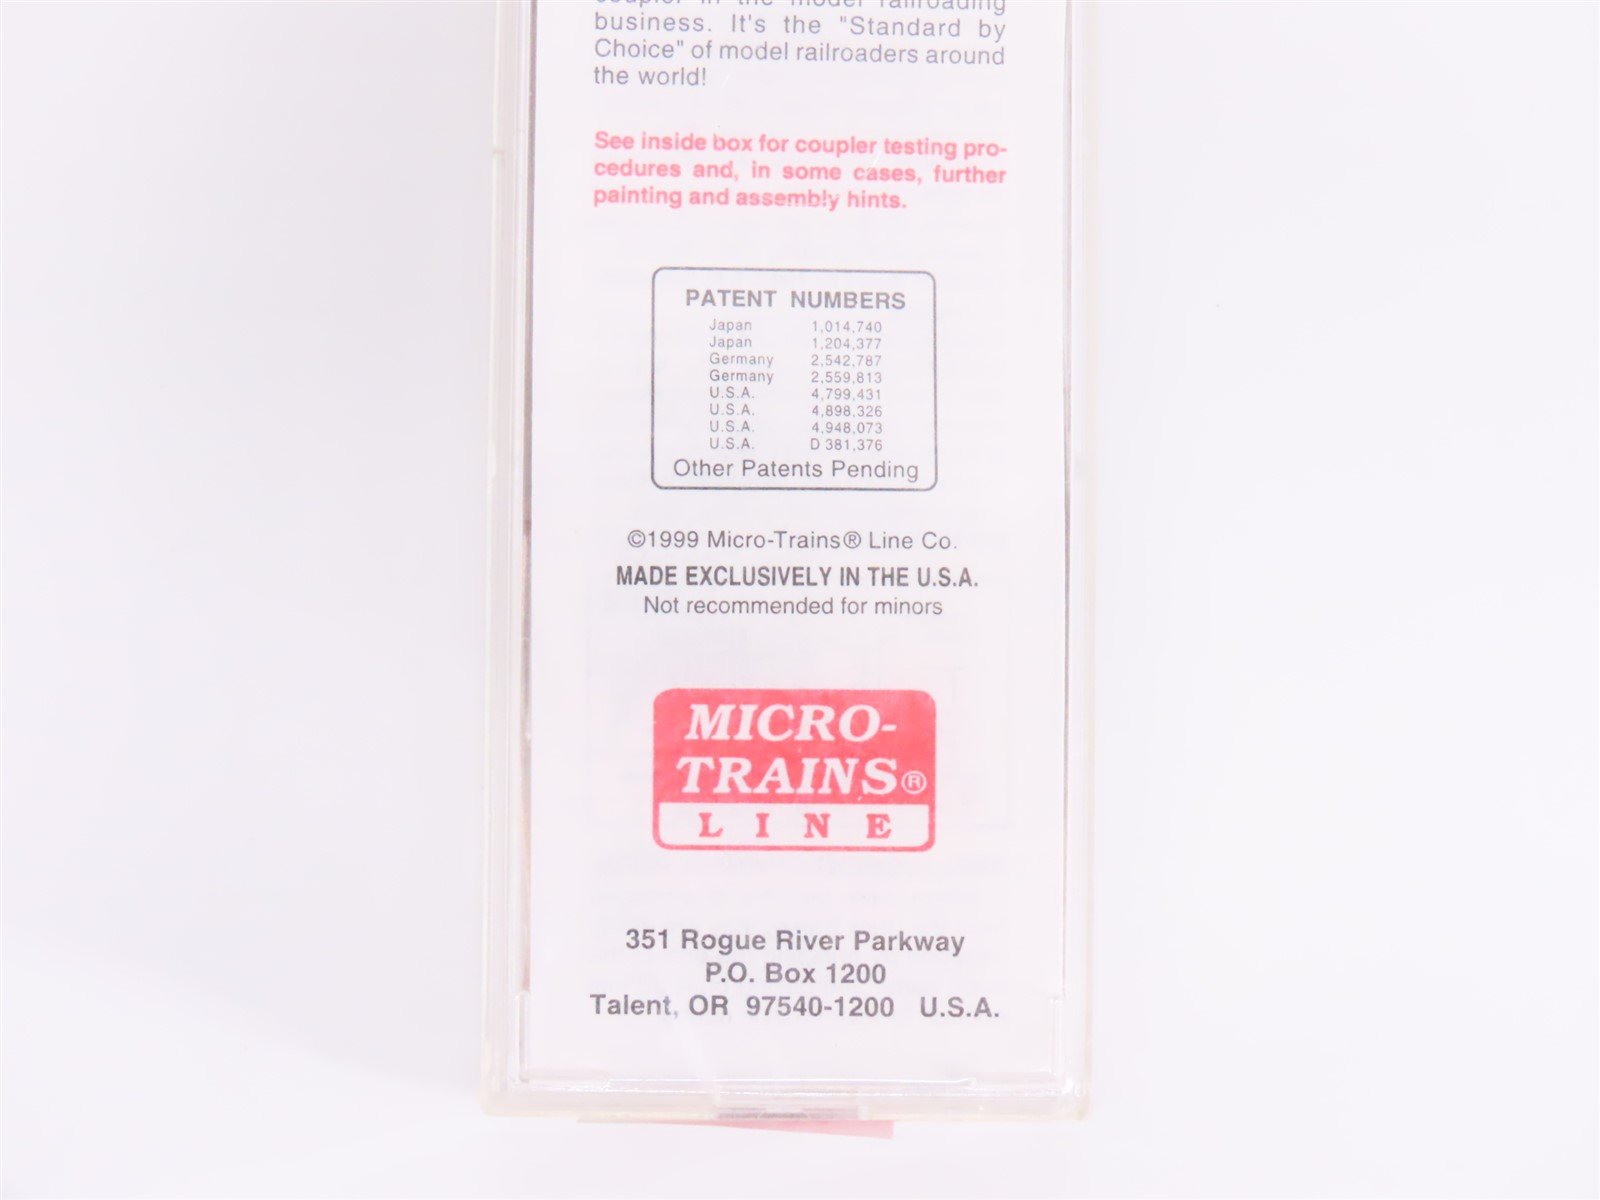 coupler in the model railroading
business. It's the "Standard by
Choice" of model railroaders around
the world!
See inside box for coupler testing pro-
cedures and, in some cases, further
painting and assembly hints.
PATENT NUMBERS
Japan 1,014,740
Japan 1,204,377
Germany 2,542,787
Germany 2,559,813
U.S.A. 4,799,431
U.S.A. 4,898,326
U.S.A. 4,948,073
U.S.A. D 381,376
Other Patents Pending
©1999 Micro-Trains® Line Co.
MADE EXCLUSIVELY IN THE U.S.A.
Not recommended for minors
MICRO-
TRAINS®
LINE
351 Rogue River Parkway
P.O. Box 1200
Talent, OR 97540-1200 U.S.A.